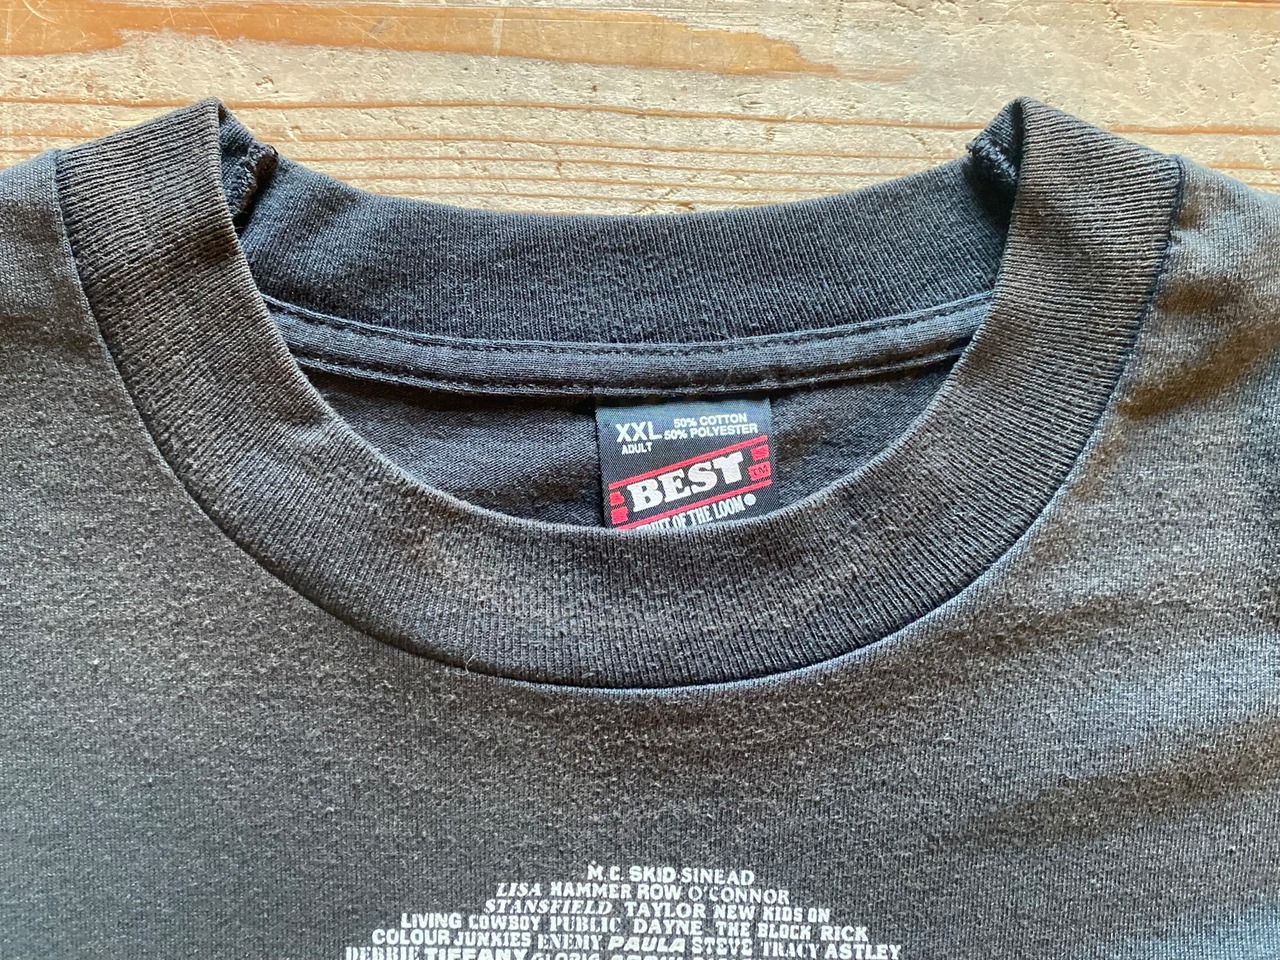 XXL 50% COTTON
ADULT 50% POLYESTER
BEST
TM
FRUIT OF THE LOOM
M.C. SKID SINEAD
LISA HAMMER ROW O'CONNOR
STANSFIELD TAYLOR NEW KIDS ON
LIVING COWBOY PUBLIC DAYNE THE BLOCK RICK
COLOUR JUNKIES ENEMY PAULA STEVE TRACY ASTLEY
DEBBIE TIFFANY GLORIA